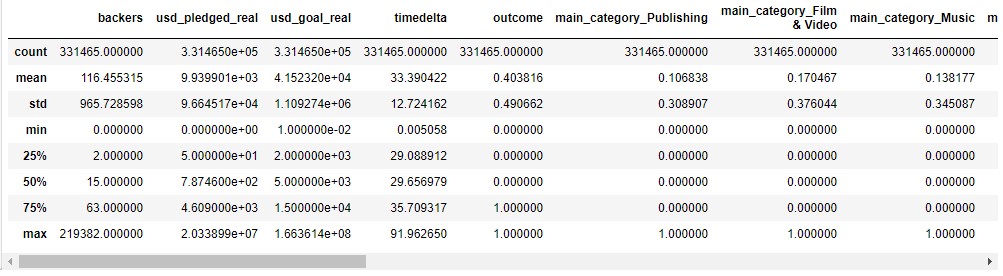 backers usd_pledged_real usd_goal_real timedelta outcome main_category_Publishing main_category_Film & Video main_category_Music m
count 331465.000000 3.314650e+05 3.314650e+05 331465.000000 331465.000000 331465.000000 331465.000000 331465.000000
mean 116.455315 9.939901e+03 4.152320e+04 33.390422 0.403816 0.106838 0.170467 0.138177
std 965.728598 9.664517e+04 1.109274e+06 12.724162 0.490662 0.308907 0.376044 0.345087
min 0.000000 0.000000e+00 1.000000e-02 0.005058 0.000000 0.000000 0.000000 0.000000
25% 2.000000 5.000000e+01 2.000000e+03 29.088912 0.000000 0.000000 0.000000 0.000000
50% 15.000000 7.874600e+02 5.000000e+03 29.656979 0.000000 0.000000 0.000000 0.000000
75% 63.000000 4.609000e+03 1.500000e+04 35.709317 1.000000 0.000000 0.000000 0.000000
max 219382.000000 2.033899e+07 1.663614e+08 91.962650 1.000000 1.000000 1.000000 1.000000